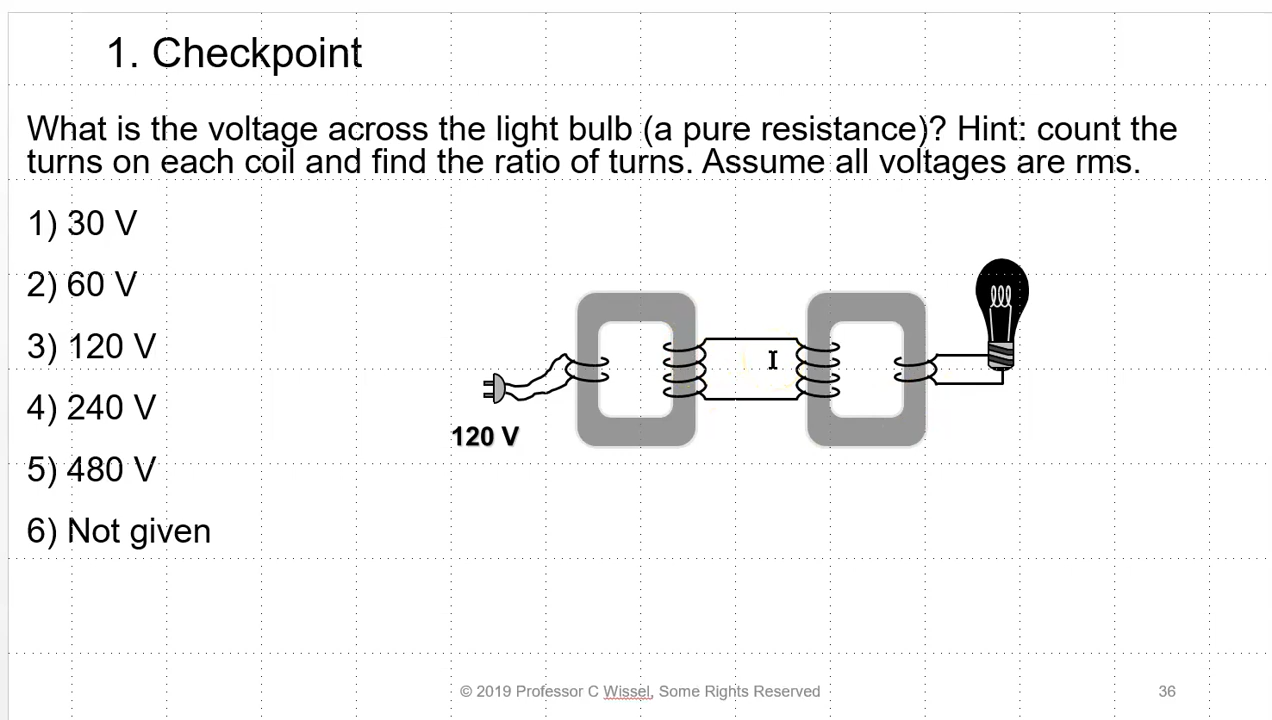 1. Checkpoint
What is the voltage across the light bulb (a pure resistance)? Hint: count the
turns on each coil and find the ratio of turns. Assume all voltages are rms.
1) 30 V
2) 60 V
3) 120 V
4) 240 V
5) 480 V
6) Not given
120 V
© 2019 Professor C Wissel, Some Rights Reserved
36